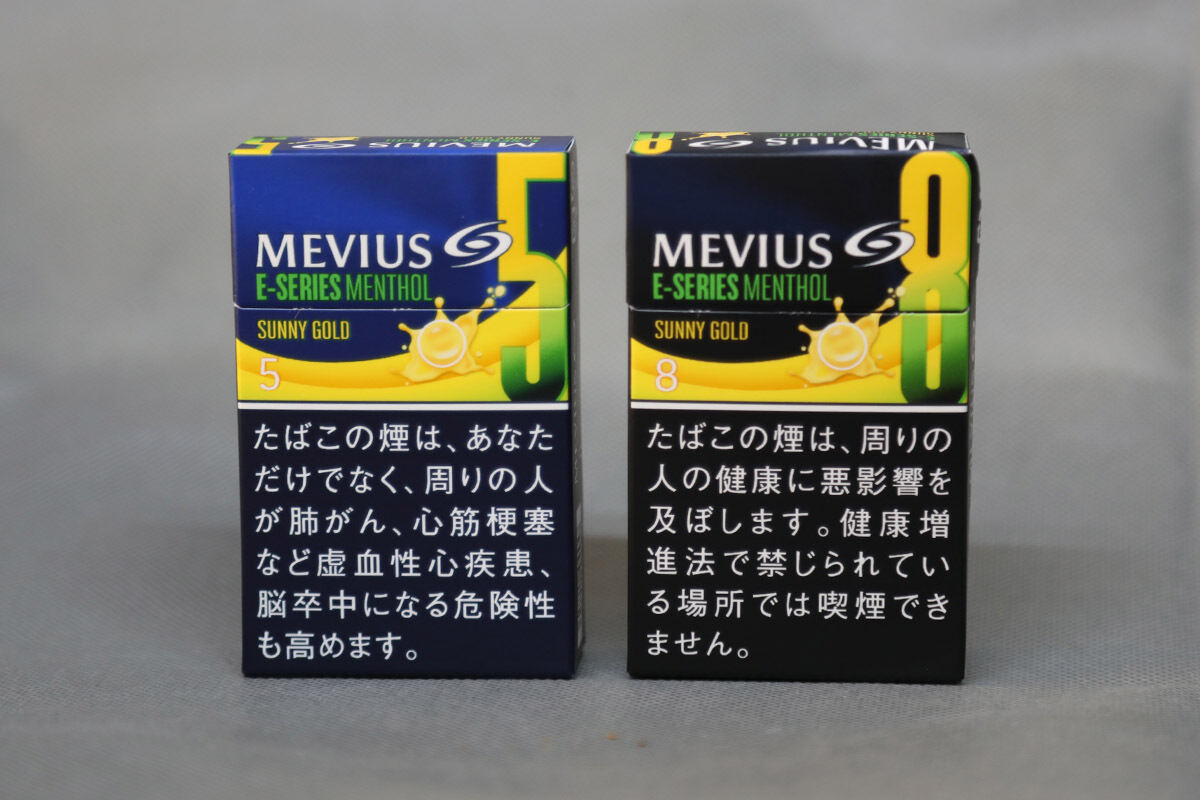 MEVIUS
E-SERIES MENTHOL
SUNNY GOLD
5
5
たばこの煙は、あなた
だけでなく、周りの人
が肺がん、心筋梗塞
など虚血性心疾患、
脳卒中になる危険性
も高めます。
MEVIUS
E-SERIES MENTHOL
SUNNY GOLD
8
8
たばこの煙は、周りの
人の健康に悪影響を
及ぼします。健康増
進法で禁じられてい
る場所では喫煙でき
ません。